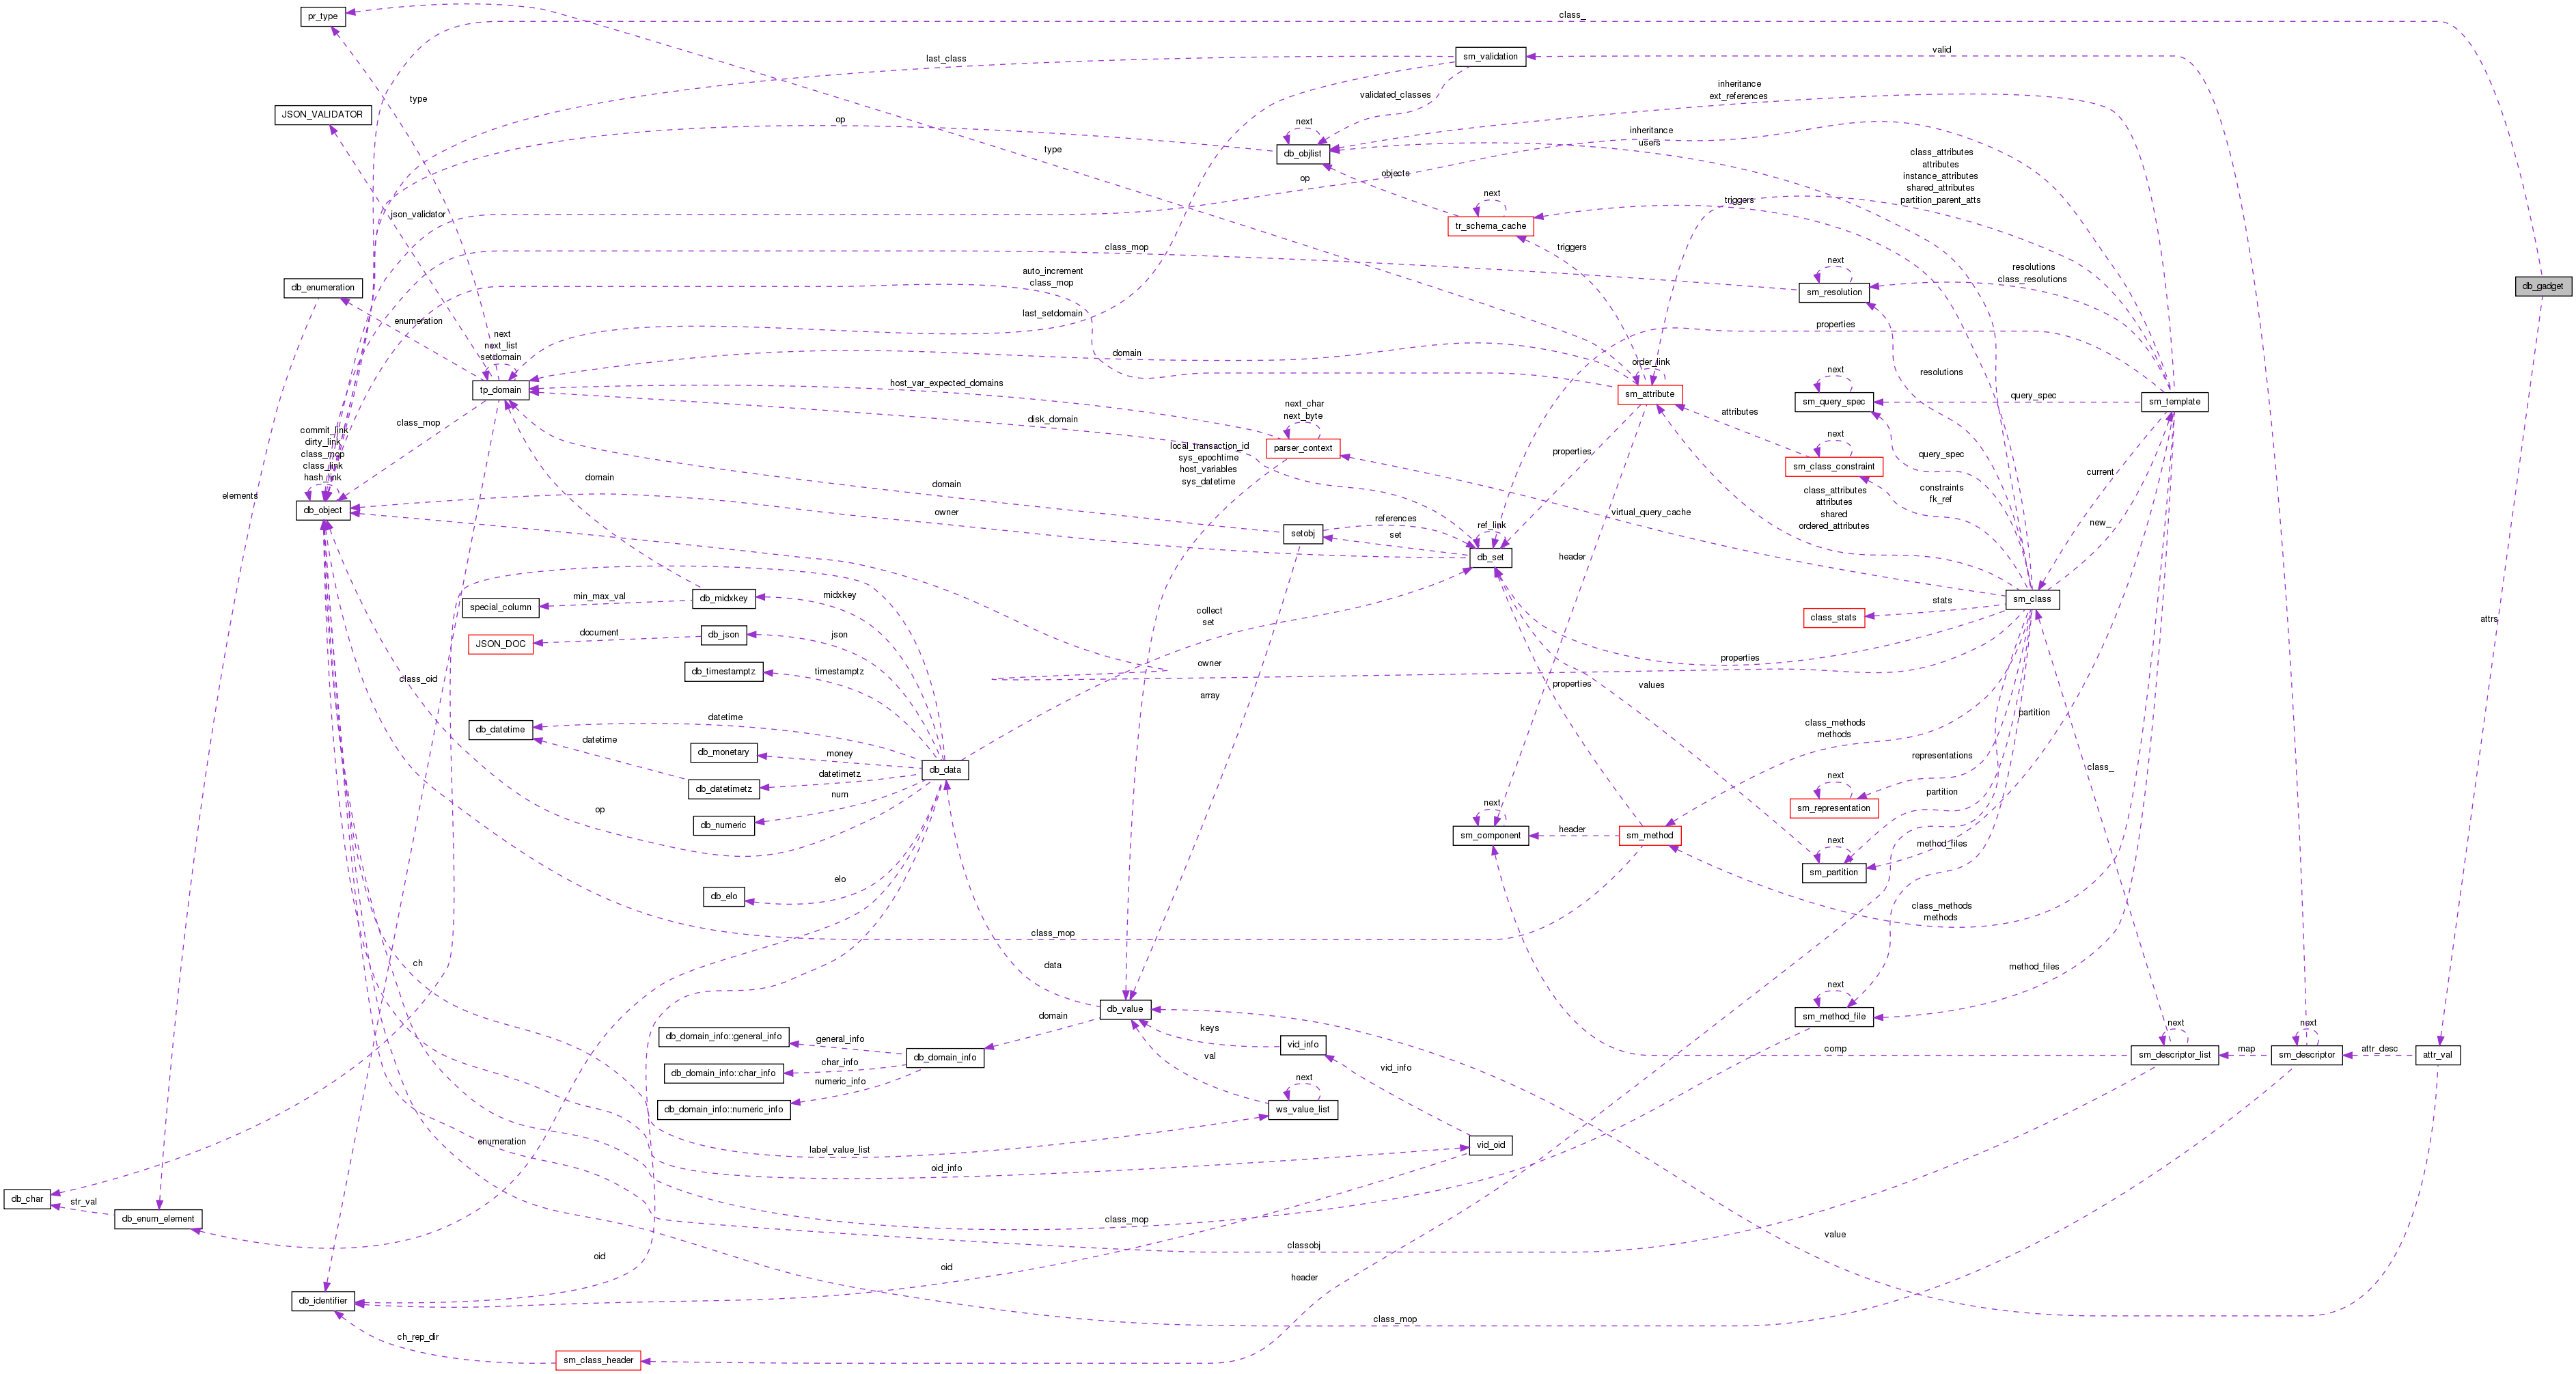 class_
pr_type
valid
last_class
sm_validation
inheritance
ext_references
validated_classes
type
JSON_VALIDATOR
op
next
inheritance
users
db_objlist
type
class_attributes
attributes
instance_attributes
shared_attributes
partition_parent_atts
objects
op
next
triggers
json_validator
tr_schema_cache
class_mop
triggers
next
resolutions
class_resolutions
auto_increment
class_mop
db_enumeration
sm_resolution
db_gadget
last_setdomain
enumeration
properties
next
next_list
setdomain
domain
order_link
next
resolutions
host_var_expected_domains
tp_domain
sm_attribute
query_spec
sm_query_spec
sm_template
next_char
next_byte
attributes
disk_domain
class_mop
commit_link
dirty_link
class_mop
class_link
hash_link
next
parser_context
local_transaction_id
sys_epochtime
host_variables
sys_datetime
properties
query_spec
sm_class_constraint
current
domain
domain
class_attributes
attributes
shared
ordered_attributes
constraints
fk_ref
elements
db_object
owner
references
ref_link
virtual_query_cache
new_
setobj
set
header
db_set
min_max_val
midxkey
special_column
db_midxkey
sm_class
stats
collect
set
class_stats
document
db_json
json
JSON_DOC
owner
properties
db_timestamptz
timestamptz
class_oid
array
properties
values
attrs
partition
datetime
db_datetime
class_methods
methods
datetime
db_monetary
money
representations
class_
db_data
datetimetz
next
db_datetimetz
num
op
partition
sm_representation
db_numeric
next
header
sm_component
sm_method
next
method_files
sm_partition
elo
db_elo
class_methods
methods
class_mop
ch
data
method_files
next
db_value
domain
sm_method_file
keys
next
next
db_domain_info::general_info
general_info
vid_info
comp
map
attr_desc
db_domain_info
val
sm_descriptor_list
sm_descriptor
attr_val
char_info
vid_info
db_domain_info::char_info
numeric_info
next
db_domain_info::numeric_info
ws_value_list
enumeration
label_value_list
vid_oid
oid_info
db_char
str_val
db_enum_element
class_mop
value
classobj
oid
oid
header
db_identifier
class_mop
ch_rep_dir
sm_class_header